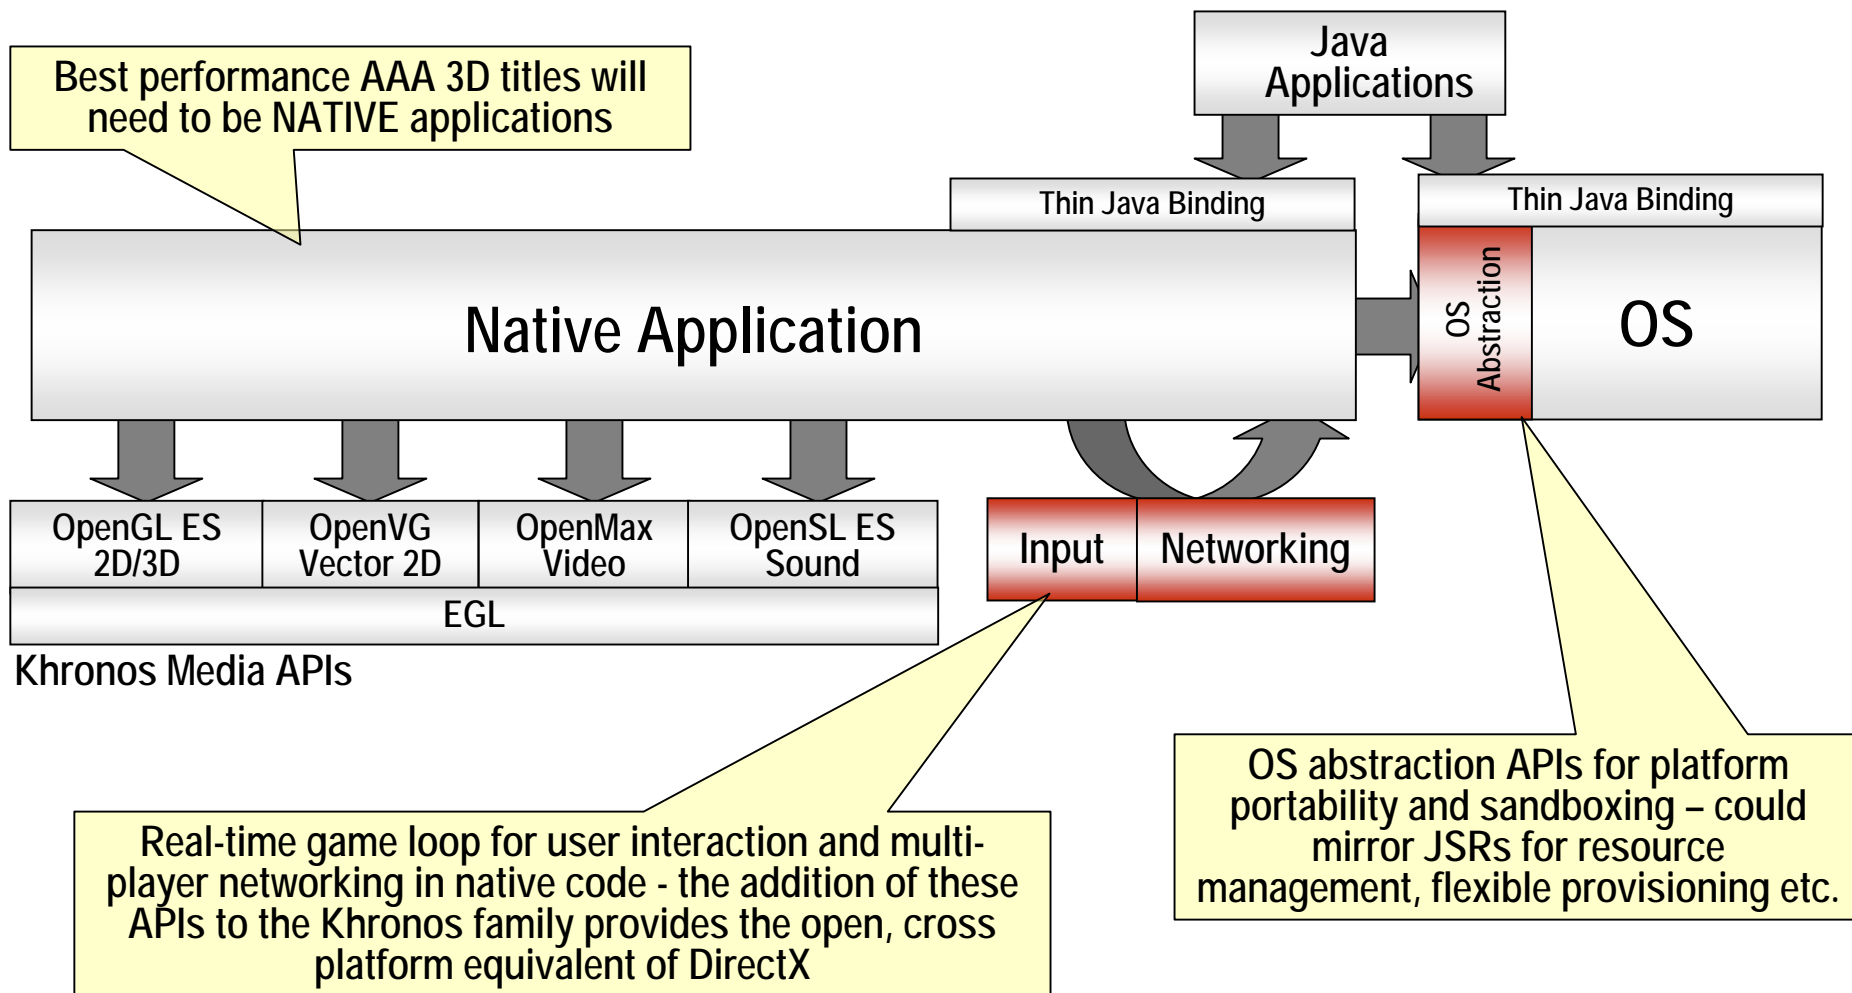 Java
Applications
Best performance AAA 3D titles will
need to be NATIVE applications
Thin Java Binding
Thin Java Binding
Native Application
OS
Abstraction
OS
OpenGL ES
2D/3D
OpenVG
Vector 2D
OpenMax
Video
OpenSL ES
Sound
EGL
Khronos Media APIs
Input
Networking
Real-time game loop for user interaction and multi-
player networking in native code - the addition of these
APIs to the Khronos family provides the open, cross
platform equivalent of DirectX
OS abstraction APIs for platform
portability and sandboxing – could
mirror JSRs for resource
management, flexible provisioning etc.